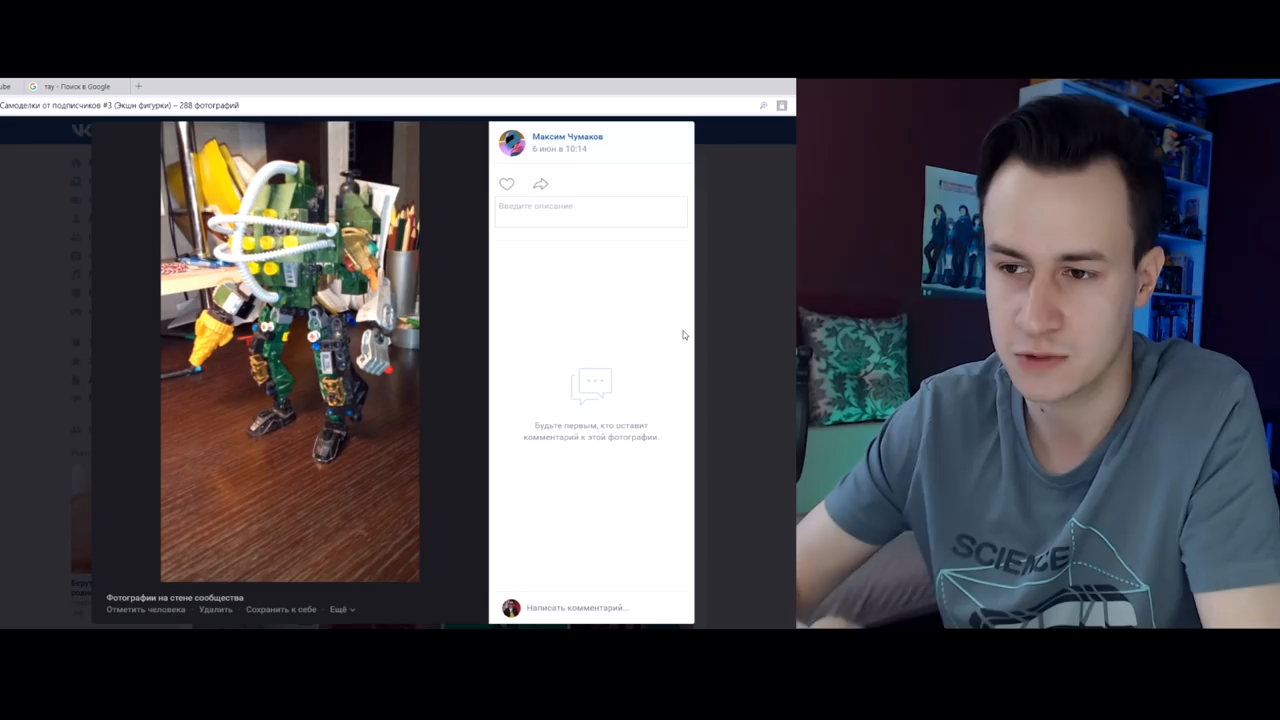 ube
тау - Поиск в Google
Самоделки от подписчиков #3 (Экшн фигурки) – 288 фотографий
Максим Чумаков
6 июн в 10:14
Введите описание
Будьте первым, кто оставит
комментарий к этой фотографии.
Фотографии на стене сообщества
Отметить человека
Удалить
Сохранить к себе
Ещё
Написать комментарий...
SCIENCE